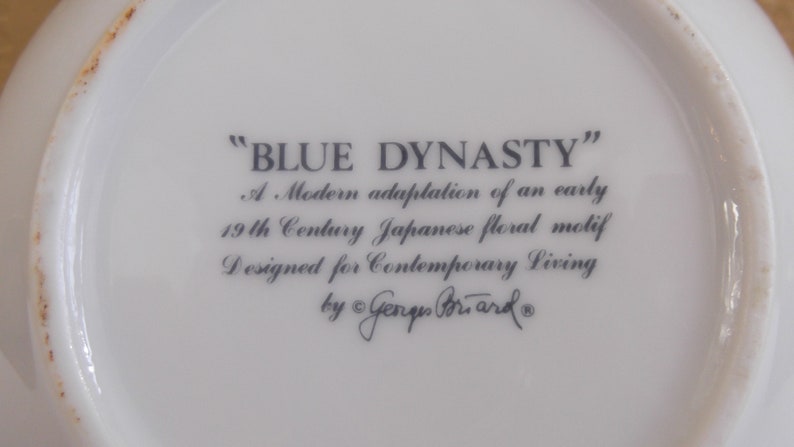 "BLUE DYNASTY"
A Modern adaptation of an early
19th Century Japanese floral motif
Designed for Contemporary Living
by © Georges Briard ®